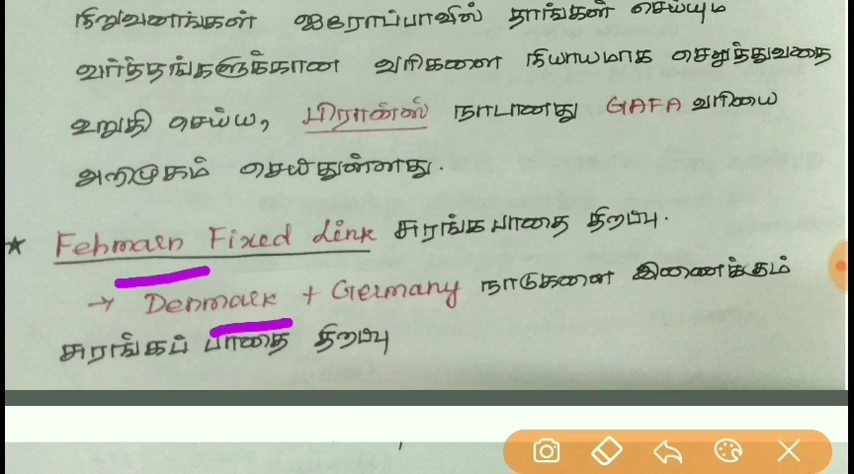 நிறுவனங்கள் ஐரோப்பாவில் தாங்கள் செய்யும்
வர்த்தங்களுக்கான வரிகளை நியாயமாக செலுத்துவதை
உறுதி செய்ய, பிரான்ஸ் நாடானது GAFA வரியை
அறிமுகம் செய்துள்ளது.
★ Fehmarn Fixed Link சுரங்கபாதை திறப்பு.
→ Denmark + Germany நாடுகளை இணைக்கும்
சுரங்கப் பாதை திறப்பு